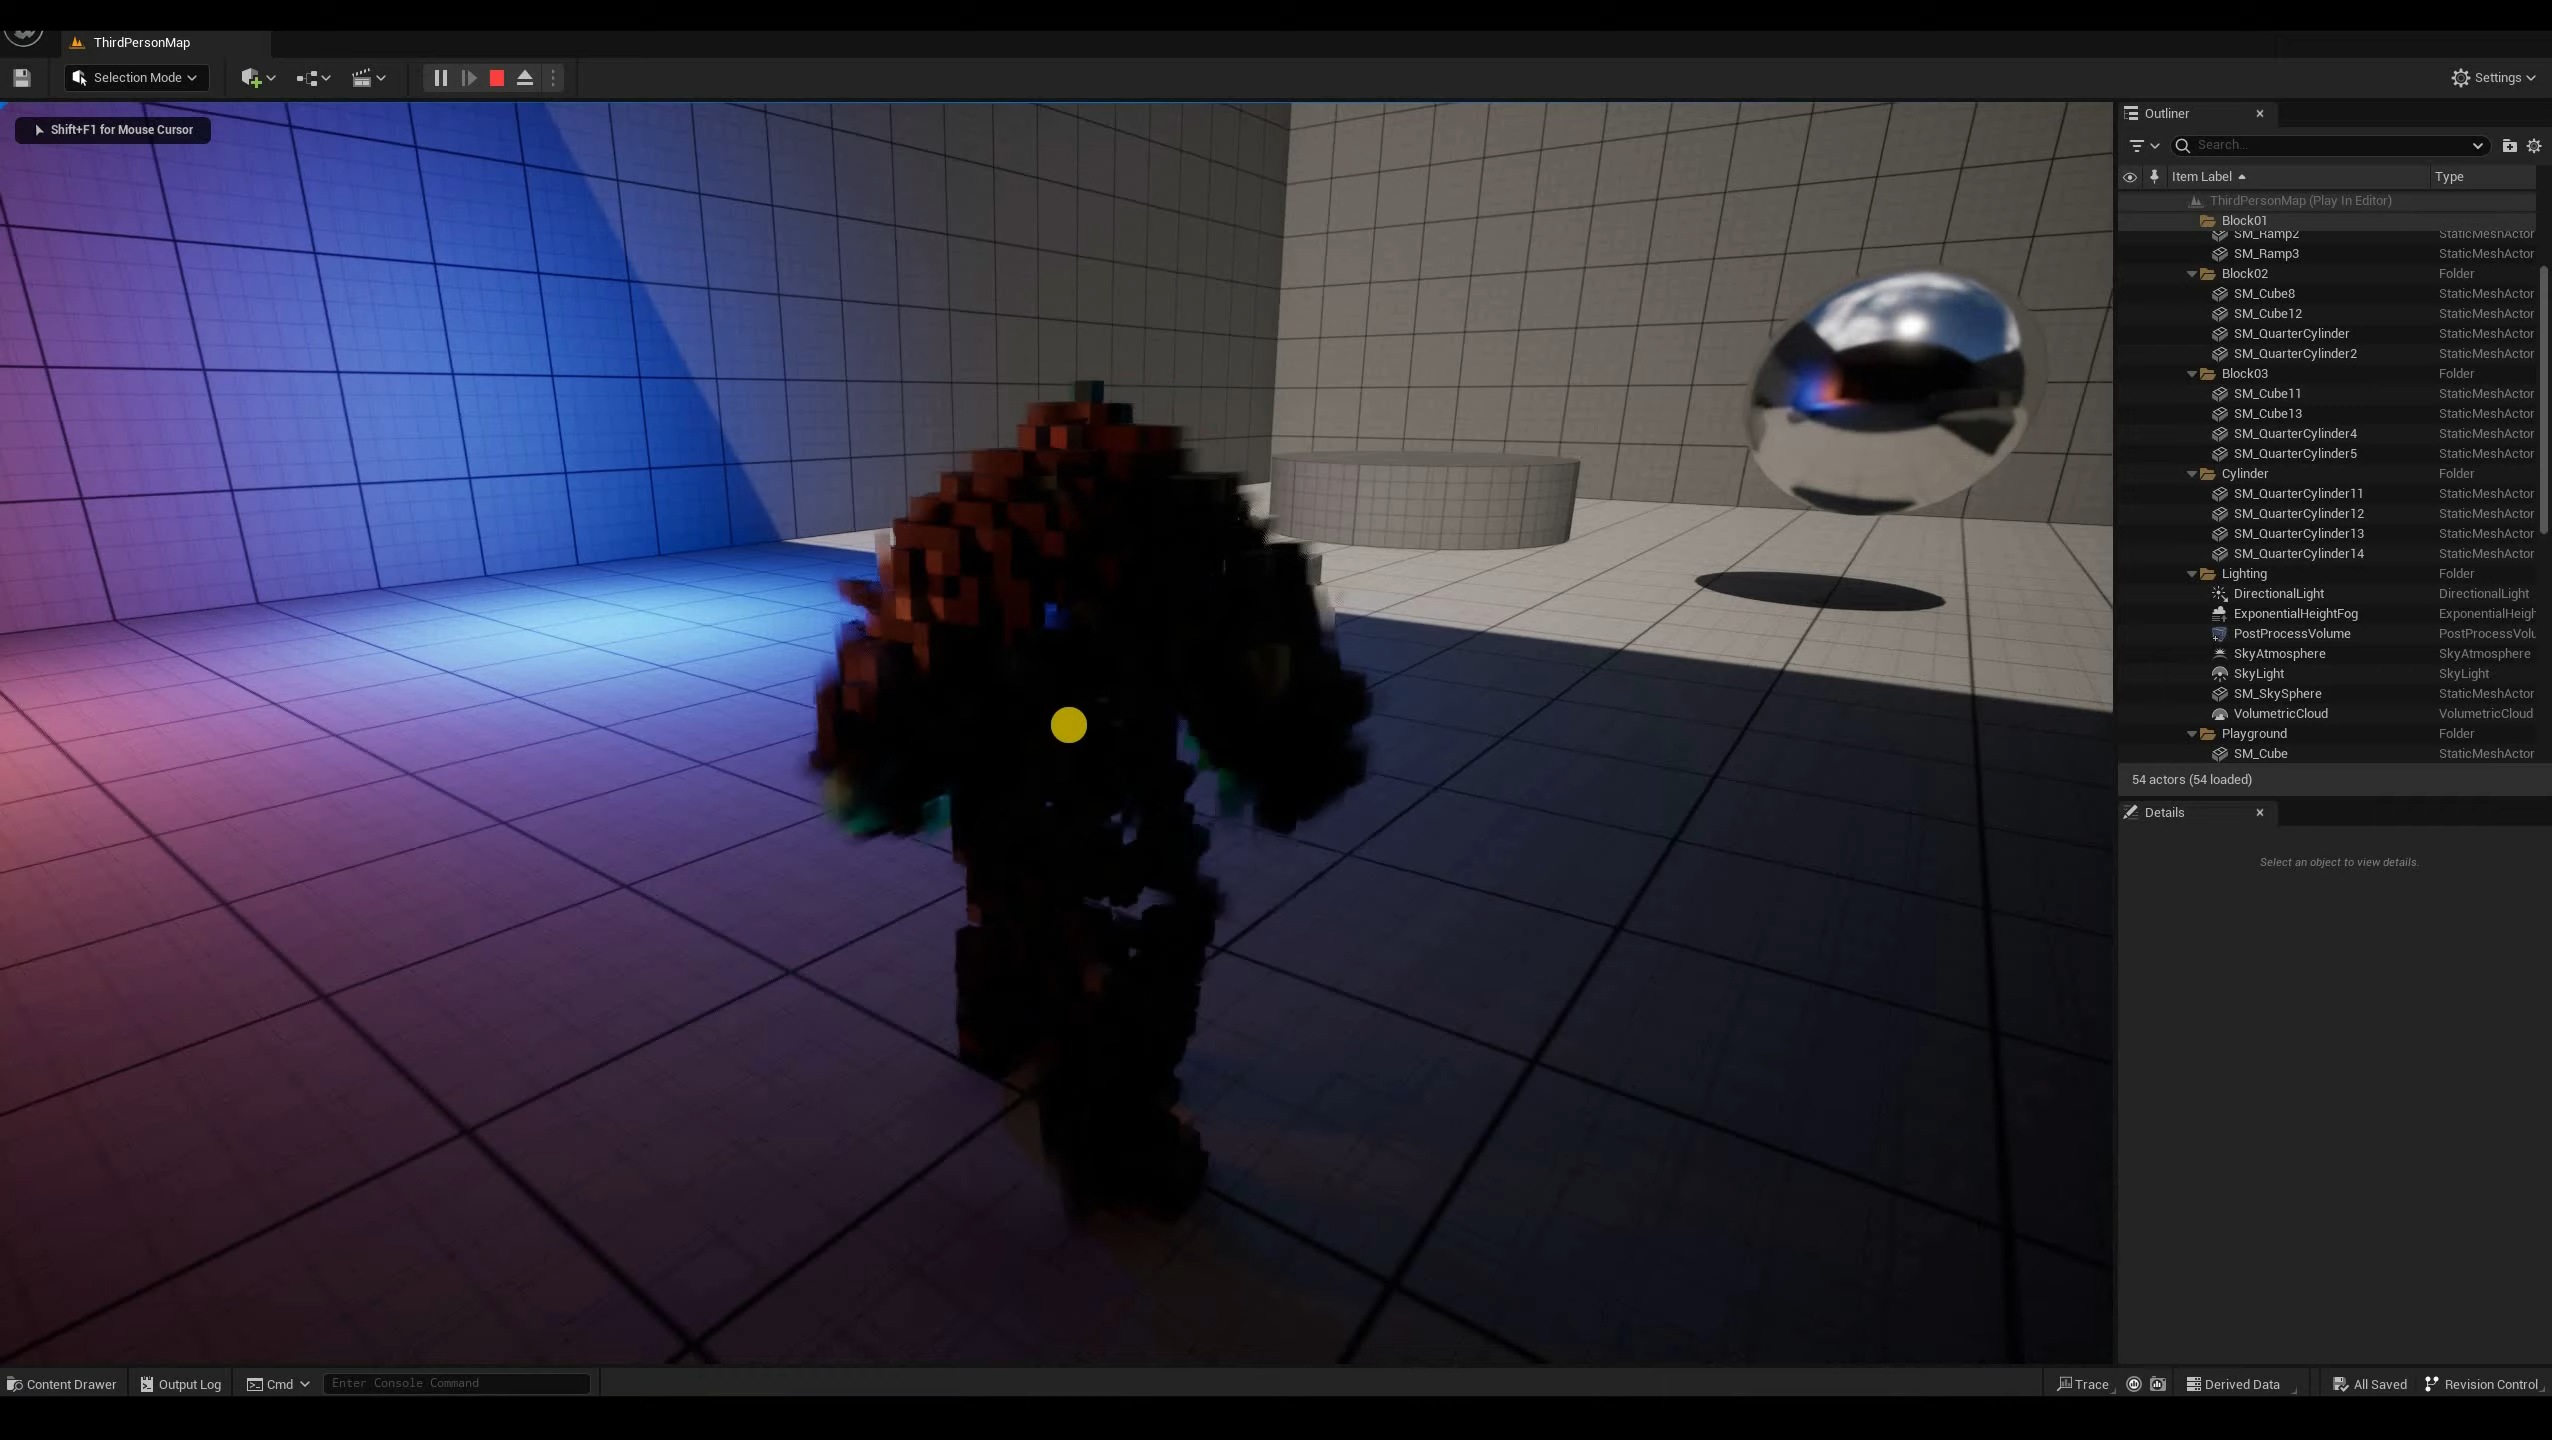 ThirdPersonMap
Selection Mode
Settings
Shift+F1 for Mouse Cursor
Outliner
Search...
Item Label
Type
ThirdPersonMap (Play In Editor)
Block01
SM_Ramp2 StaticMeshActor
SM_Ramp3 StaticMeshActor
Block02 Folder
SM_Cube8 StaticMeshActor
SM_Cube12 StaticMeshActor
SM_QuarterCylinder StaticMeshActor
SM_QuarterCylinder2 StaticMeshActor
Block03 Folder
SM_Cube11 StaticMeshActor
SM_Cube13 StaticMeshActor
SM_QuarterCylinder4 StaticMeshActor
SM_QuarterCylinder5 StaticMeshActor
Cylinder Folder
SM_QuarterCylinder11 StaticMeshActor
SM_QuarterCylinder12 StaticMeshActor
SM_QuarterCylinder13 StaticMeshActor
SM_QuarterCylinder14 StaticMeshActor
Lighting Folder
DirectionalLight DirectionalLight
ExponentialHeightFog ExponentialHeigh
PostProcessVolume PostProcessVolu
SkyAtmosphere SkyAtmosphere
SkyLight SkyLight
SM_SkySphere StaticMeshActor
VolumetricCloud VolumetricCloud
Playground Folder
SM_Cube StaticMeshActor
54 actors (54 loaded)
Details
Select an object to view details.
Content Drawer
Output Log
Cmd
Enter Console Command
Trace
Derived Data
All Saved
Revision Control